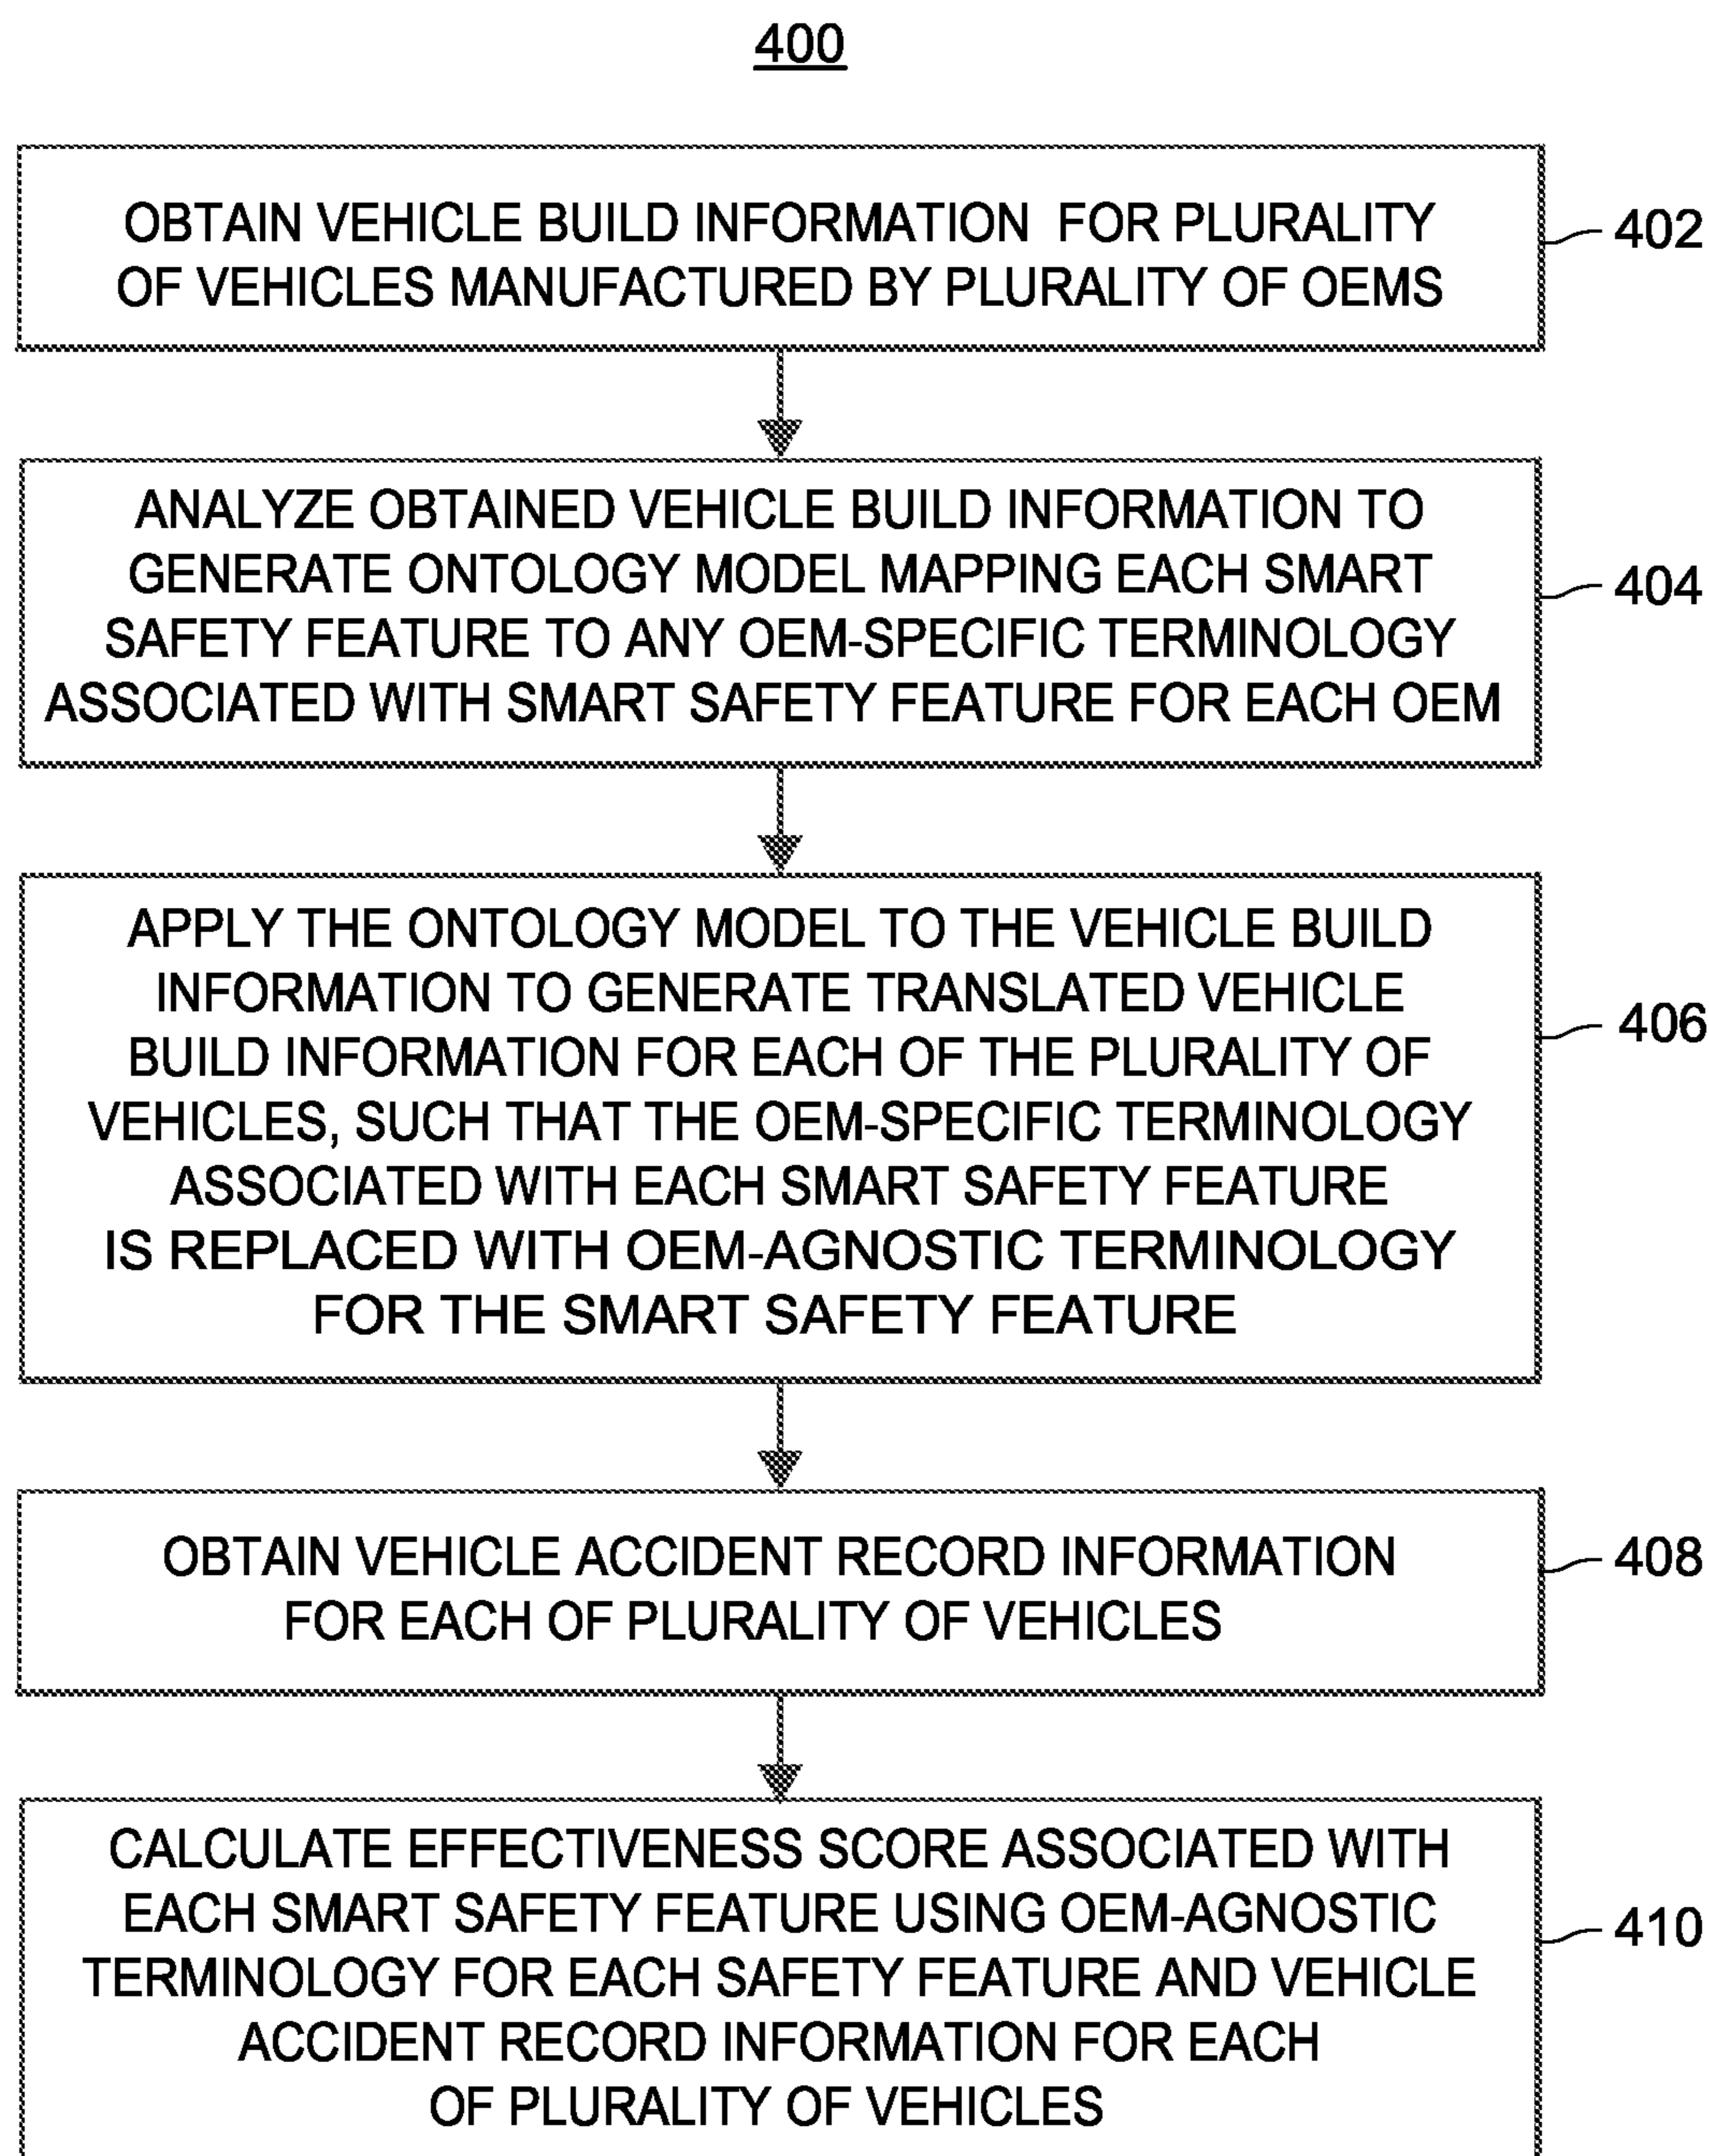 400
OBTAIN VEHICLE BUILD INFORMATION FOR PLURALITY
OF VEHICLES MANUFACTURED BY PLURALITY OF OEMS
402
ANALYZE OBTAINED VEHICLE BUILD INFORMATION TO
GENERATE ONTOLOGY MODEL MAPPING EACH SMART
SAFETY FEATURE TO ANY OEM-SPECIFIC TERMINOLOGY
ASSOCIATED WITH SMART SAFETY FEATURE FOR EACH OEM
404
APPLY THE ONTOLOGY MODEL TO THE VEHICLE BUILD
INFORMATION TO GENERATE TRANSLATED VEHICLE
BUILD INFORMATION FOR EACH OF THE PLURALITY OF
VEHICLES, SUCH THAT THE OEM-SPECIFIC TERMINOLOGY
ASSOCIATED WITH EACH SMART SAFETY FEATURE
IS REPLACED WITH OEM-AGNOSTIC TERMINOLOGY
FOR THE SMART SAFETY FEATURE
406
OBTAIN VEHICLE ACCIDENT RECORD INFORMATION
FOR EACH OF PLURALITY OF VEHICLES
408
CALCULATE EFFECTIVENESS SCORE ASSOCIATED WITH
EACH SMART SAFETY FEATURE USING OEM-AGNOSTIC
TERMINOLOGY FOR EACH SAFETY FEATURE AND VEHICLE
ACCIDENT RECORD INFORMATION FOR EACH
OF PLURALITY OF VEHICLES
410